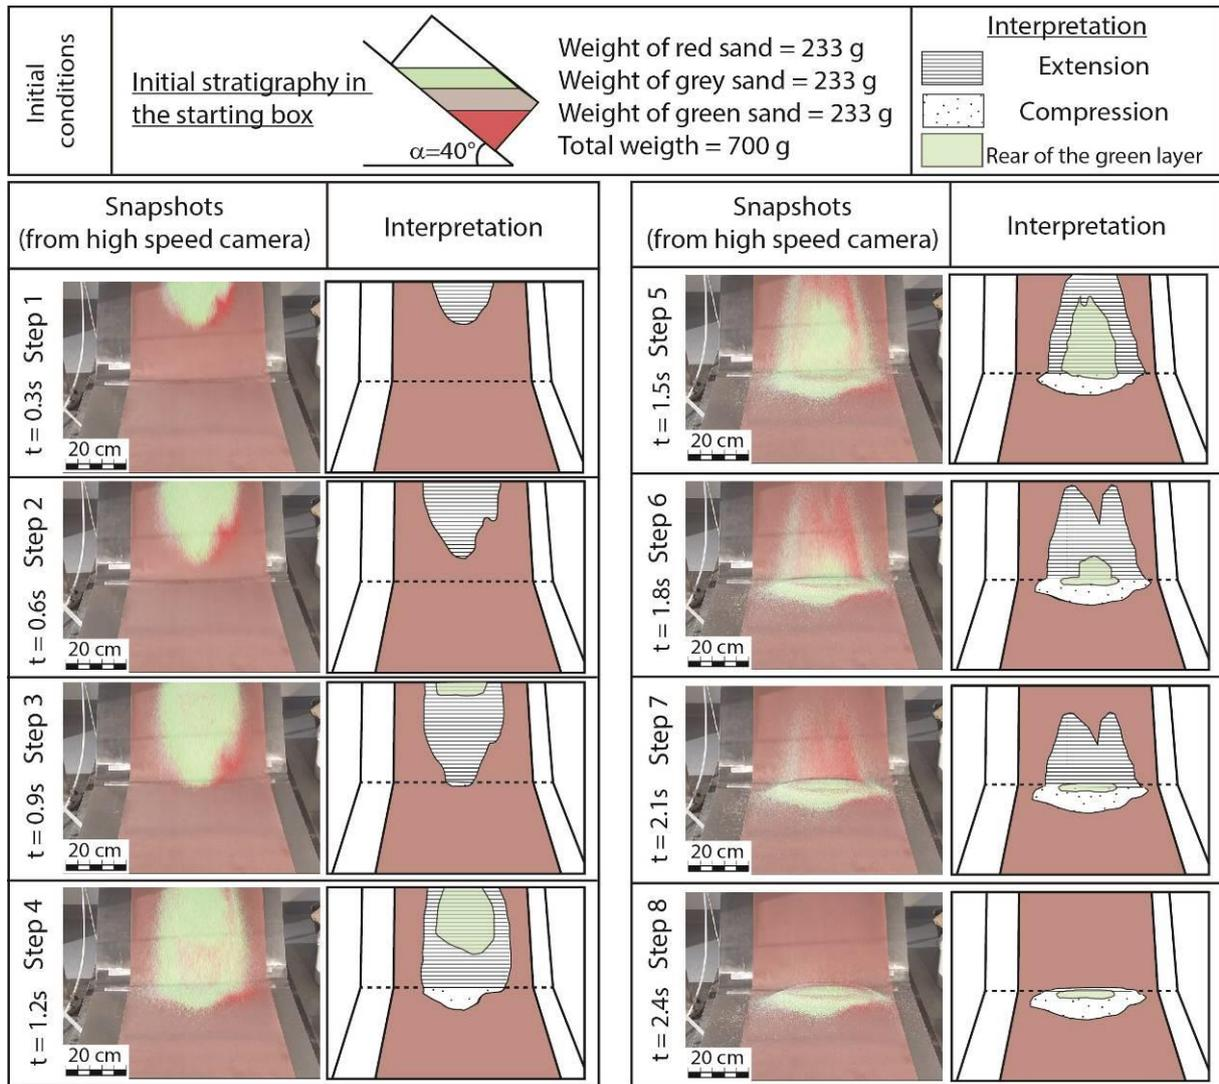 Initial
conditions
Initial stratigraphy in
the starting box
α=40°
Weight of red sand = 233 g
Weight of grey sand = 233 g
Weight of green sand = 233 g
Total weigth = 700 g
Interpretation
Extension
Compression
Rear of the green layer
Snapshots
(from high speed camera)
Interpretation
t = 0.3s Step 1
20 cm
t = 0.6s Step 2
20 cm
t = 0.9s Step 3
20 cm
t = 1.2s Step 4
20 cm
Snapshots
(from high speed camera)
Interpretation
t = 1.5s Step 5
20 cm
t = 1.8s Step 6
20 cm
t = 2.1s Step 7
20 cm
t = 2.4s Step 8
20 cm